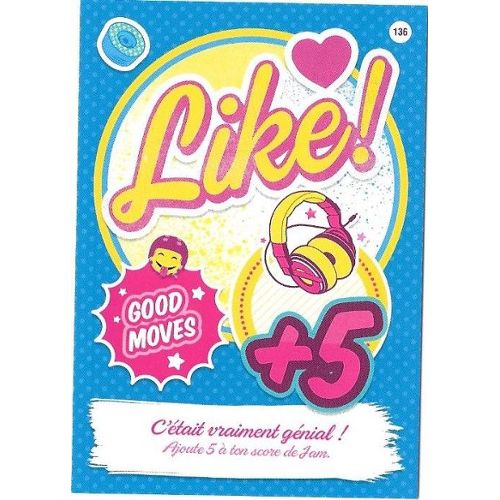 136
Like!
GOOD
MOVES
+5
C'était vraiment génial !
Ajoute 5 à ton score de Jam.